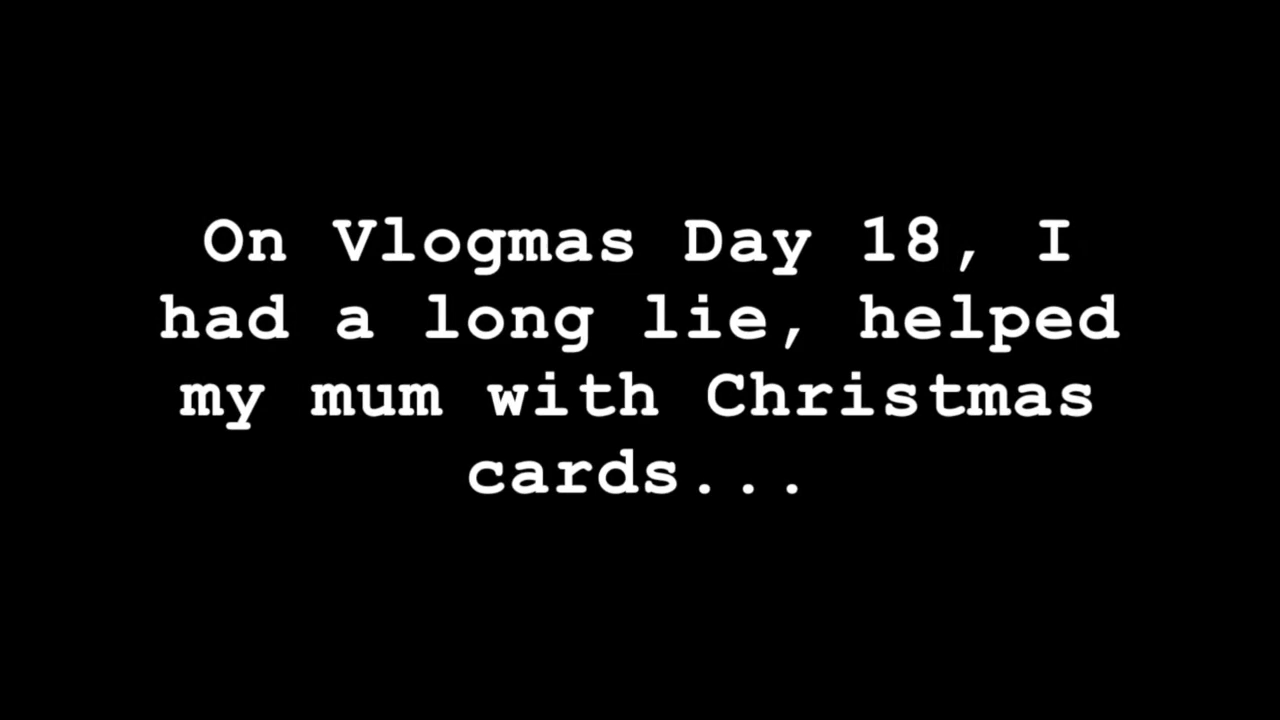 On Vlogmas Day 18, I
had a long lie, helped
my mum with Christmas
cards...